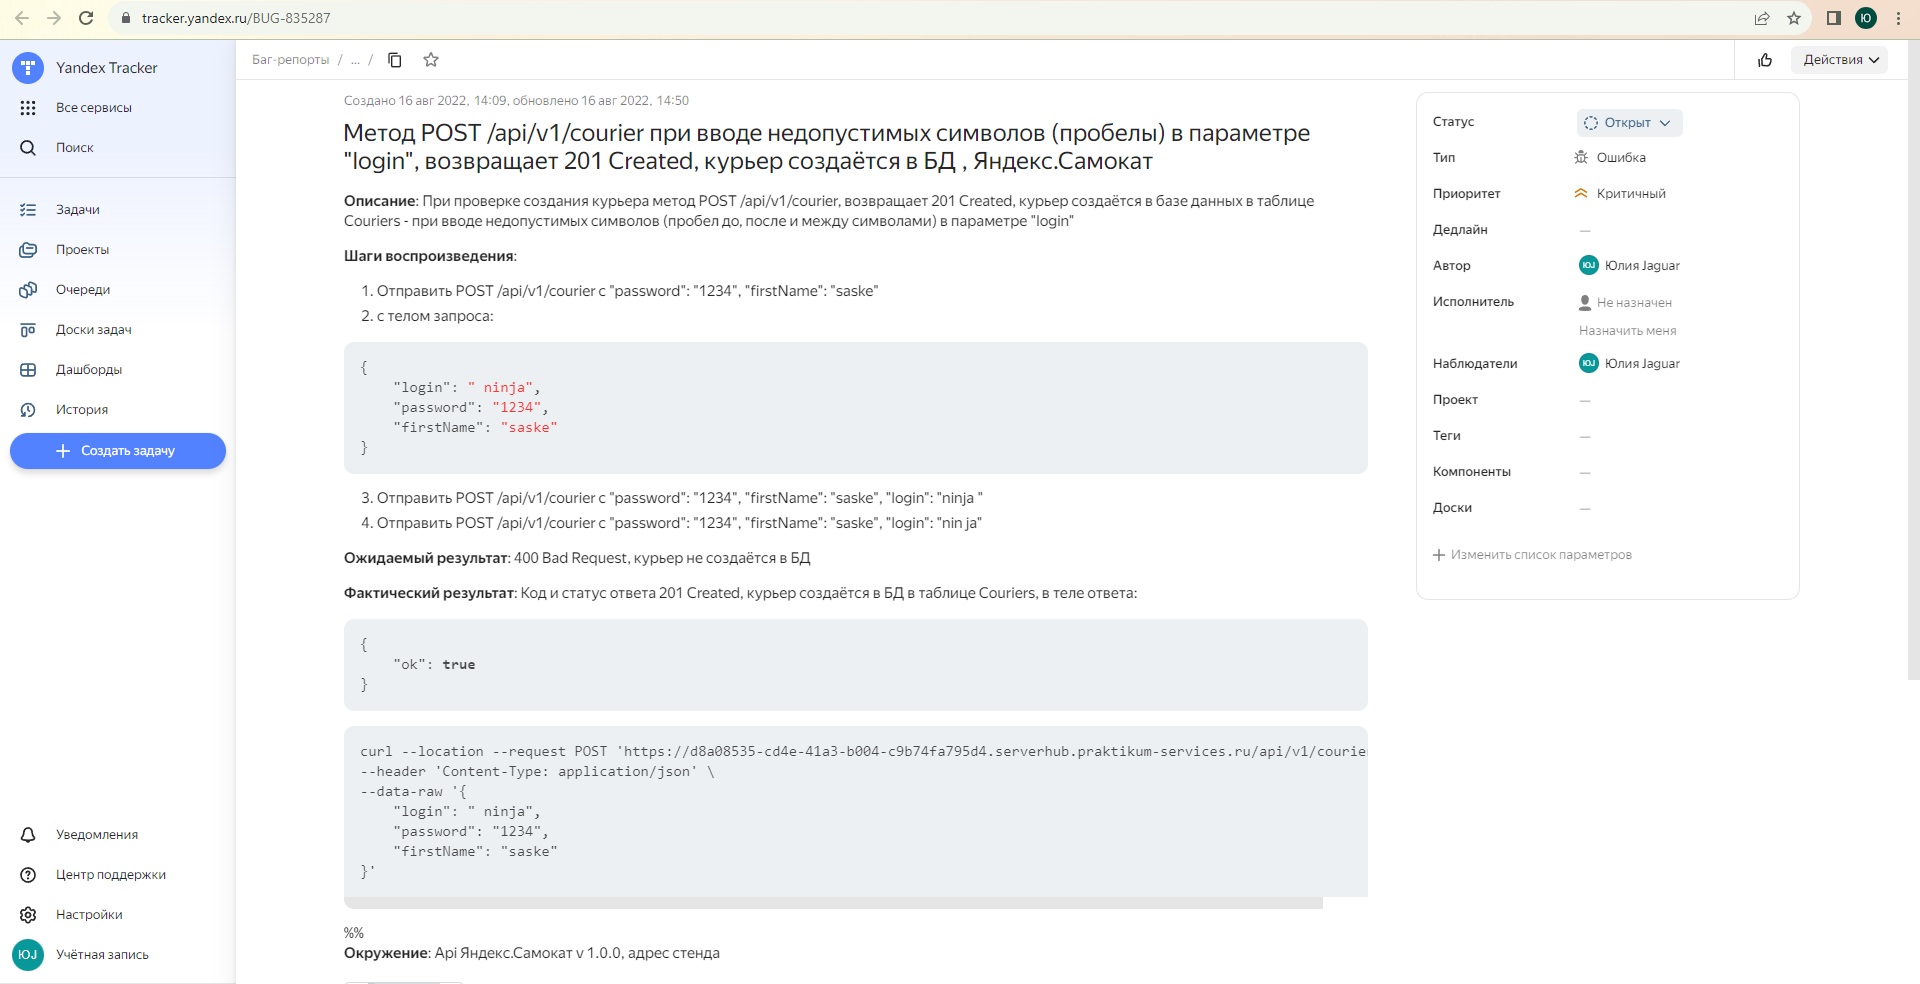 tracker.yandex.ru/BUG-835287
Ю
Yandex Tracker
Все сервисы
Поиск
Задачи
Проекты
Очереди
Доски задач
Дашборды
История
Создать задачу
Уведомления
Центр поддержки
Настройки
ЮJ
Учётная запись
Баг-репорты / ... /
Действия
Создано 16 авг 2022, 14:09, обновлено 16 авг 2022, 14:50
Метод POST /api/v1/courier при вводе недопустимых символов (пробелы) в параметре
"login", возвращает 201 Created, курьер создаётся в БД , Яндекс.Самокат
Описание: При проверке создания курьера метод POST /api/v1/courier, возвращает 201 Created, курьер создаётся в базе данных в таблице
Couriers - при вводе недопустимых символов (пробел до, после и между символами) в параметре "login"
Шаги воспроизведения:
1. Отправить POST /api/v1/courier с "password": "1234", "firstName": "saske"
2. с телом запроса:
{
    "login": " ninja",
    "password": "1234",
    "firstName": "saske"
}
3. Отправить POST /api/v1/courier с "password": "1234", "firstName": "saske", "login": "ninja "
4. Отправить POST /api/v1/courier с "password": "1234", "firstName": "saske", "login": "nin ja"
Ожидаемый результат: 400 Bad Request, курьер не создаётся в БД
Фактический результат: Код и статус ответа 201 Created, курьер создаётся в БД в таблице Couriers, в теле ответа:
{
    "ok": true
}
curl --location --request POST 'https://d8a08535-cd4e-41a3-b004-c9b74fa795d4.serverhub.praktikum-services.ru/api/v1/courie
--header 'Content-Type: application/json' \
--data-raw '{
    "login": " ninja",
    "password": "1234",
    "firstName": "saske"
}'
%%
Окружение: Api Яндекс.Самокат v 1.0.0, адрес стенда
Статус Открыт
Тип Ошибка
Приоритет Критичный
Дедлайн —
Автор ЮJ Юлия Jaguar
Исполнитель Не назначен
Назначить меня
Наблюдатели ЮJ Юлия Jaguar
Проект —
Теги —
Компоненты —
Доски —
Изменить список параметров